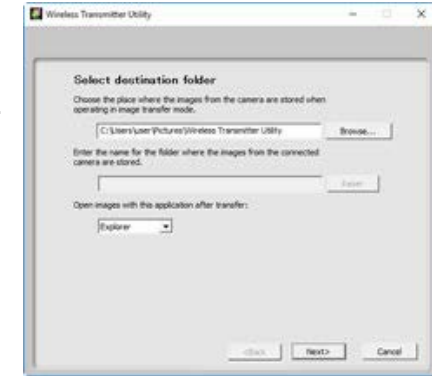 Wireless Transmitter Utility
Select destination folder
Choose the place where the images from the camera are stored when
operating in image transfer mode.
C:\Users\user\Pictures\Wireless Transmitter Utility
Browse...
Enter the name for the folder where the images from the connected
camera are stored.
Open images with this application after transfer:
Explorer
<Back
Next>
Cancel